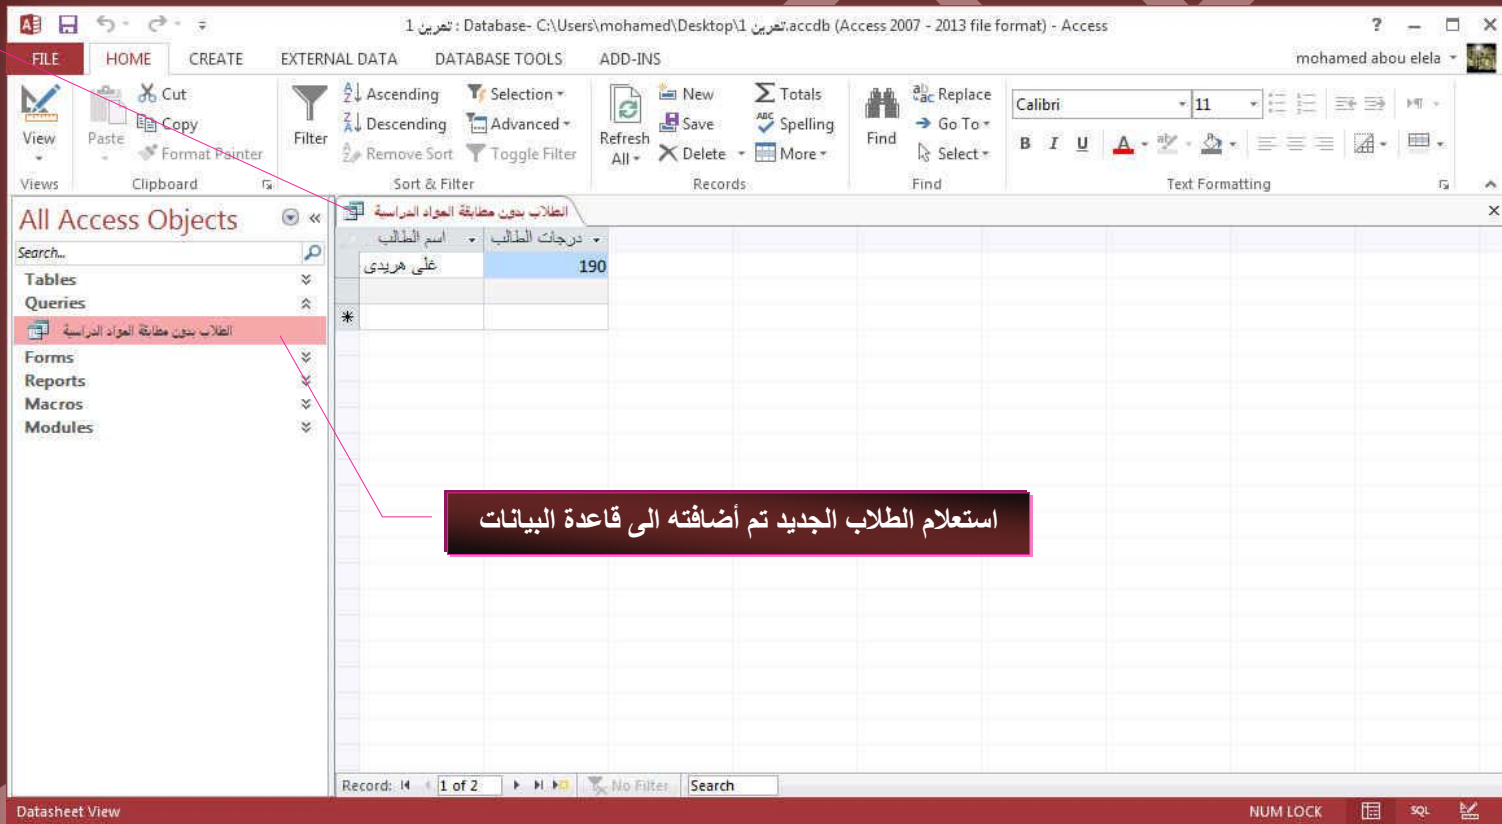 تمرين 1 : Database- C:\Users\mohamed\Desktop\1 تمرين.accdb (Access 2007 - 2013 file format) - Access
FILE HOME CREATE EXTERNAL DATA DATABASE TOOLS ADD-INS mohamed abou elela
View
Views
Paste
Cut
Copy
Format Painter
Clipboard
Filter
Ascending
Descending
Remove Sort
Selection
Advanced
Toggle Filter
Sort & Filter
Refresh
All
New
Save
Delete
Totals
Spelling
More
Records
Find
Replace
Go To
Select
Find
Calibri 11
B I U A
Text Formatting
All Access Objects
Search...
Tables
Queries
الطلاب بدون مطابقة المواد الدراسية
Forms
Reports
Macros
Modules
الطلاب بدون مطابقة المواد الدراسية
اسم الطالب درجات الطالب
على هريدى 190
استعلام الطلاب الجديد تم أضافته الى قاعدة البيانات
Record: 1 of 2 No Filter Search
Datasheet View NUM LOCK SQL